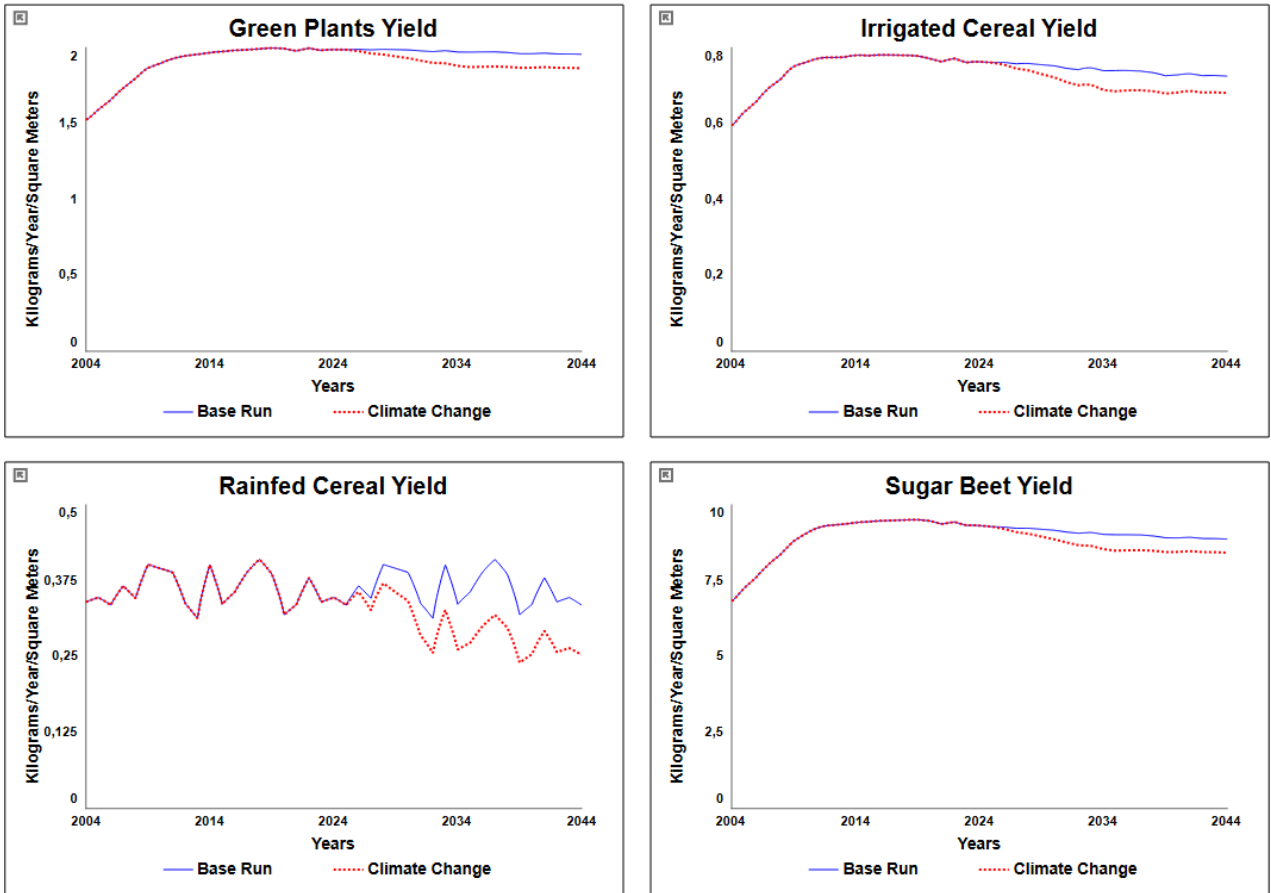 Green Plants Yield
Kilograms/Year/Square Meters
2
1,5
1
0,5
0
2004 2014 2024 2034 2044
Years
Base Run Climate Change
Irrigated Cereal Yield
Kilograms/Year/Square Meters
0,8
0,6
0,4
0,2
0
2004 2014 2024 2034 2044
Years
Base Run Climate Change
Rainfed Cereal Yield
Kilograms/Year/Square Meters
0,5
0,375
0,25
0,125
0
2004 2014 2024 2034 2044
Years
Base Run Climate Change
Sugar Beet Yield
Kilograms/Year/Square Meters
10
7,5
5
2,5
0
2004 2014 2024 2034 2044
Years
Base Run Climate Change